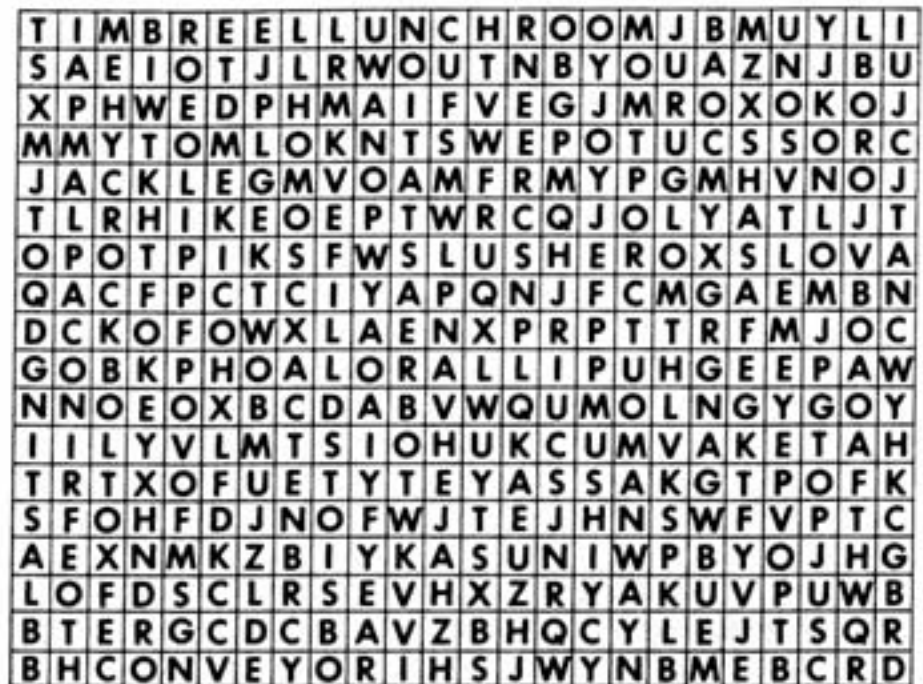 TIMBREELLUNCHROOMJBMUYLI
SAEIOTJLRWOUTNBYOUAZNJBU
XPHWEDPHMAIFVEGJMROXOKOJ
MMYTOMLOKNTSWEPOTUCSSORC
JACKLEGMVOAMFRMYPGMHVNOJ
TLRHIKEOEPTWRCQJOLYATLJT
OPOTPIKSFWSLUSHEROXSLOVA
QACFPCTCIYAPQNJFCMGAEMBN
DCKOFOWXLAENXPRPTTRFMJOC
GOBKPHOALORALLIPUHGEEPAW
NNOEOXBCDABVWQUMOLNGYGOY
IILYVLMTSIOHUKCUMVAKETAH
TRTXOFUETYTEYASSAKGTPOFK
SFOHFDJNOFWJTEJHNSWFVPTC
AEXNMKZBIYKASUNIWPBYOJHG
LOFDSCLRSEVHXZRYAKUVPUWB
BTERGCDCBAVZBHQCYLEJTSQR
BHCONVEYORIHSJWYNBMEBCRD